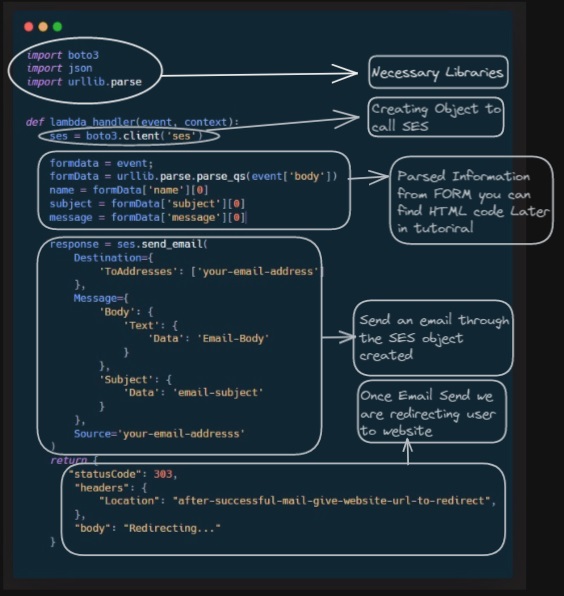 import boto3
import json
import urllib.parse
Necessary Libraries
Creating Object to
call SES
def lambda_handler(event, context):
ses = boto3.client('ses')
formdata = event;
formData = urllib.parse.parse_qs(event['body'])
name = formData['name'][0]
subject = formData['subject'][0]
message = formData['message'][0]
Parsed Information
from FORM you can
find HTML code Later
in tutoriral
response = ses.send_email(
Destination={
'ToAddresses': ['your-email-address']
},
Message={
'Body': {
'Text': {
'Data': 'Email-Body'
}
},
'Subject': {
'Data': 'email-subject'
}
},
Source='your-email-addresss'
)
Send an email through
the SES object
created
Once Email Send we
are redirecting user
to website
return {
"statusCode": 303,
"headers": {
"Location": "after-successful-mail-give-website-url-to-redirect",
},
"body": "Redirecting..."
}